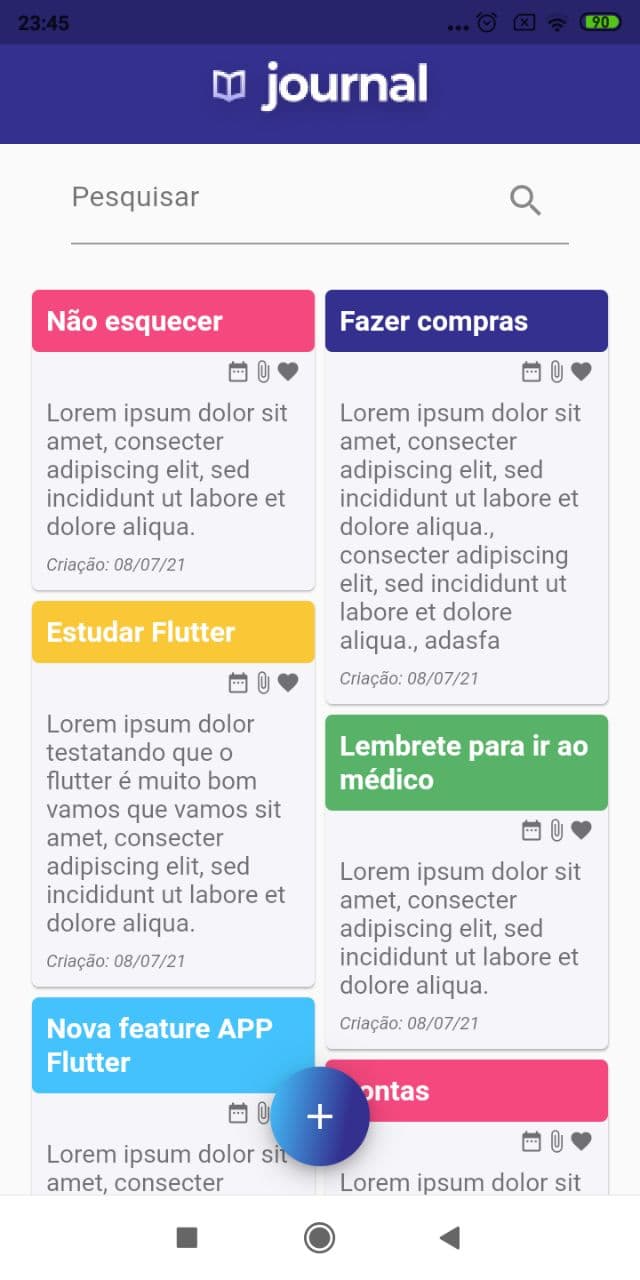 23:45
90
journal
Pesquisar
Não esquecer
Lorem ipsum dolor sit
amet, consecter
adipiscing elit, sed
incididunt ut labore et
dolore aliqua.
Criação: 08/07/21
Fazer compras
Lorem ipsum dolor sit
amet, consecter
adipiscing elit, sed
incididunt ut labore et
dolore aliqua.,
consecter adipiscing
elit, sed incididunt ut
labore et dolore
aliqua., adasfa
Criação: 08/07/21
Estudar Flutter
Lorem ipsum dolor
testatando que o
flutter é muito bom
vamos que vamos sit
amet, consecter
adipiscing elit, sed
incididunt ut labore et
dolore aliqua.
Criação: 08/07/21
Lembrete para ir ao
médico
Lorem ipsum dolor sit
amet, consecter
adipiscing elit, sed
incididunt ut labore et
dolore aliqua.
Criação: 08/07/21
Nova feature APP
Flutter
Lorem ipsum dolor sit
amet, consecter
ontas
Lorem ipsum dolor sit